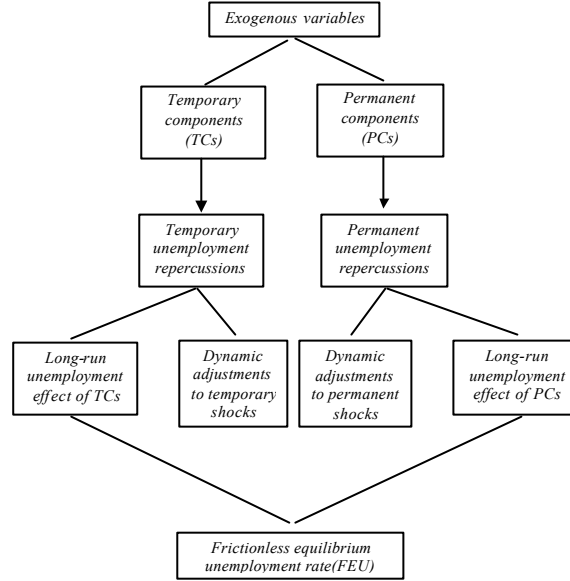 Exogenous variables
Temporary
components
(TCs)
Permanent
components
(PCs)
Temporary
unemployment
repercussions
Permanent
unemployment
repercussions
Long-run
unemployment
effect of TCs
Dynamic
adjustments
to temporary
shocks
Dynamic
adjustments
to permanent
shocks
Long-run
unemployment
effect of PCs
Frictionless equilibrium
unemployment rate(FEU)